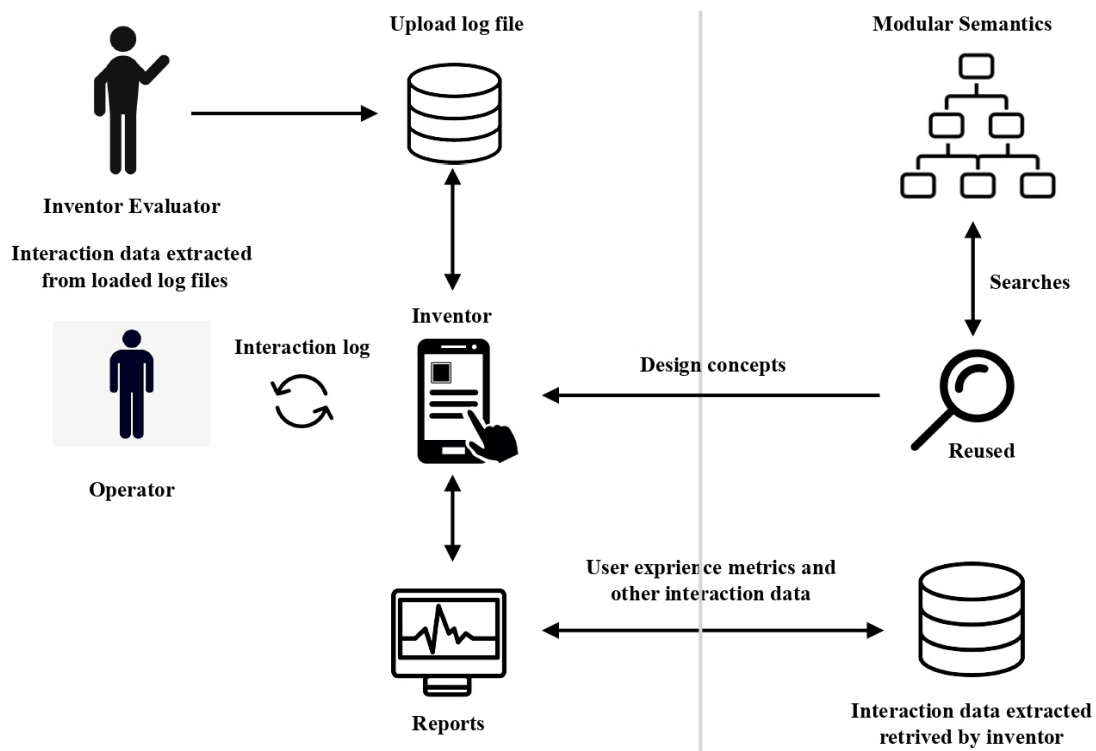 Upload log file
Modular Semantics
Inventor Evaluator
Interaction data extracted
from loaded log files
Searches
Inventor
Interaction log
Design concepts
Reused
Operator
User exprience metrics and
other interaction data
Reports
Interaction data extracted
retrived by inventor